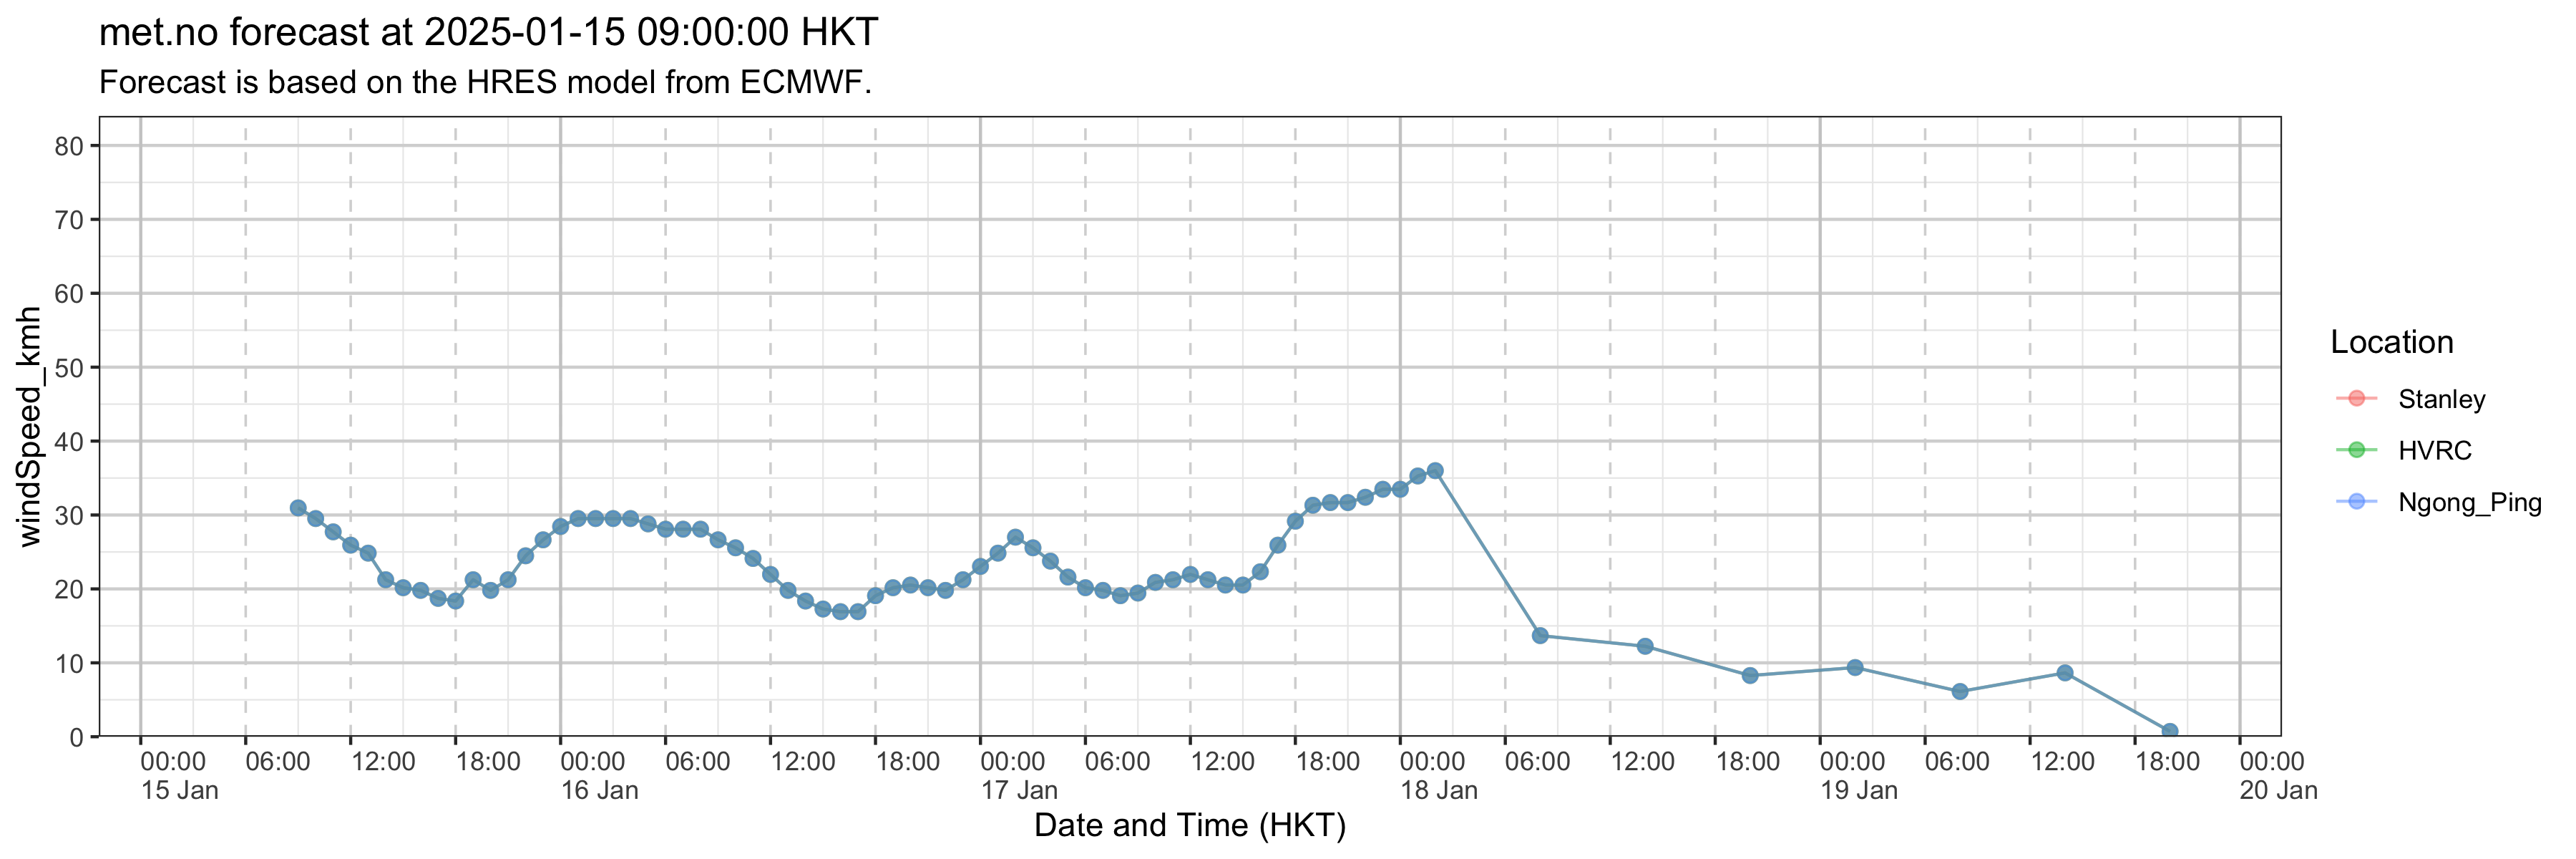 met.no forecast at 2025-01-15 09:00:00 HKT
Forecast is based on the HRES model from ECMWF.
80
70
60
50
40
30
20
10
0
windSpeed_kmh
00:00 06:00 12:00 18:00 00:00 06:00 12:00 18:00 00:00 06:00 12:00 18:00 00:00 06:00 12:00 18:00 00:00 06:00 12:00 18:00 00:00
15 Jan 16 Jan 17 Jan 18 Jan 19 Jan 20 Jan
Date and Time (HKT)
Location
Stanley
HVRC
Ngong_Ping